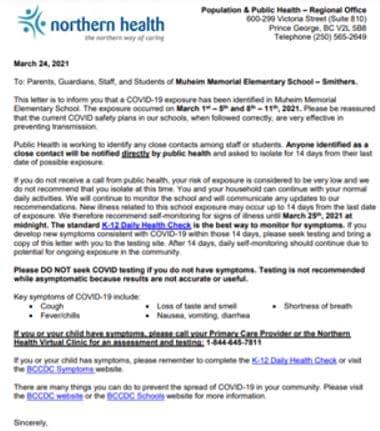 northern health
the northern way of caring
Population & Public Health – Regional Office
600-299 Victoria Street (Suite 810)
Prince George, BC V2L 5B8
Telephone (250) 565-2649
March 24, 2021
To: Parents, Guardians, Staff, and Students of Muheim Memorial Elementary School – Smithers.
This letter is to inform you that a COVID-19 exposure has been identified in Muheim Memorial
Elementary School. The exposure occurred on March 1st – 5th and 8th – 11th, 2021. Please be reassured
that the current COVID safety plans in our schools, when followed correctly, are very effective in
preventing transmission.
Public Health is working to identify any close contacts among staff or students. Anyone identified as a
close contact will be notified directly by public health and asked to isolate for 14 days from their last
date of possible exposure.
If you do not receive a call from public health, your risk of exposure is considered to be very low and we
do not recommend that you isolate at this time. You and your household can continue with your normal
daily activities. We will continue to monitor the school and will communicate any updates to our
recommendations. New illness related to this school exposure may occur up to 14 days from the last date
of exposure. We therefore recommend self-monitoring for signs of illness until March 25th, 2021 at
midnight. The standard K-12 Daily Health Check is the best way to monitor for symptoms. If you
develop new symptoms consistent with COVID-19 within those 14 days, please seek testing and bring a
copy of this letter with you to the testing site. After 14 days, daily self-monitoring should continue due to
potential for ongoing exposure in the community.
Please DO NOT seek COVID testing if you do not have symptoms. Testing is not recommended
while asymptomatic because results are not accurate or useful.
Key symptoms of COVID-19 include:
• Cough
• Fever/chills
• Loss of taste and smell
• Nausea, vomiting, diarrhea
• Shortness of breath
If you or your child have symptoms, please call your Primary Care Provider or the Northern
Health Virtual Clinic for an assessment and testing: 1-844-645-7811
If you or your child has symptoms, please remember to complete the K-12 Daily Health Check or visit
the BCCDC Symptoms website.
There are many things you can do to prevent the spread of COVID-19 in your community. Please visit
the BCCDC website or the BCCDC Schools website for more information.
Sincerely,